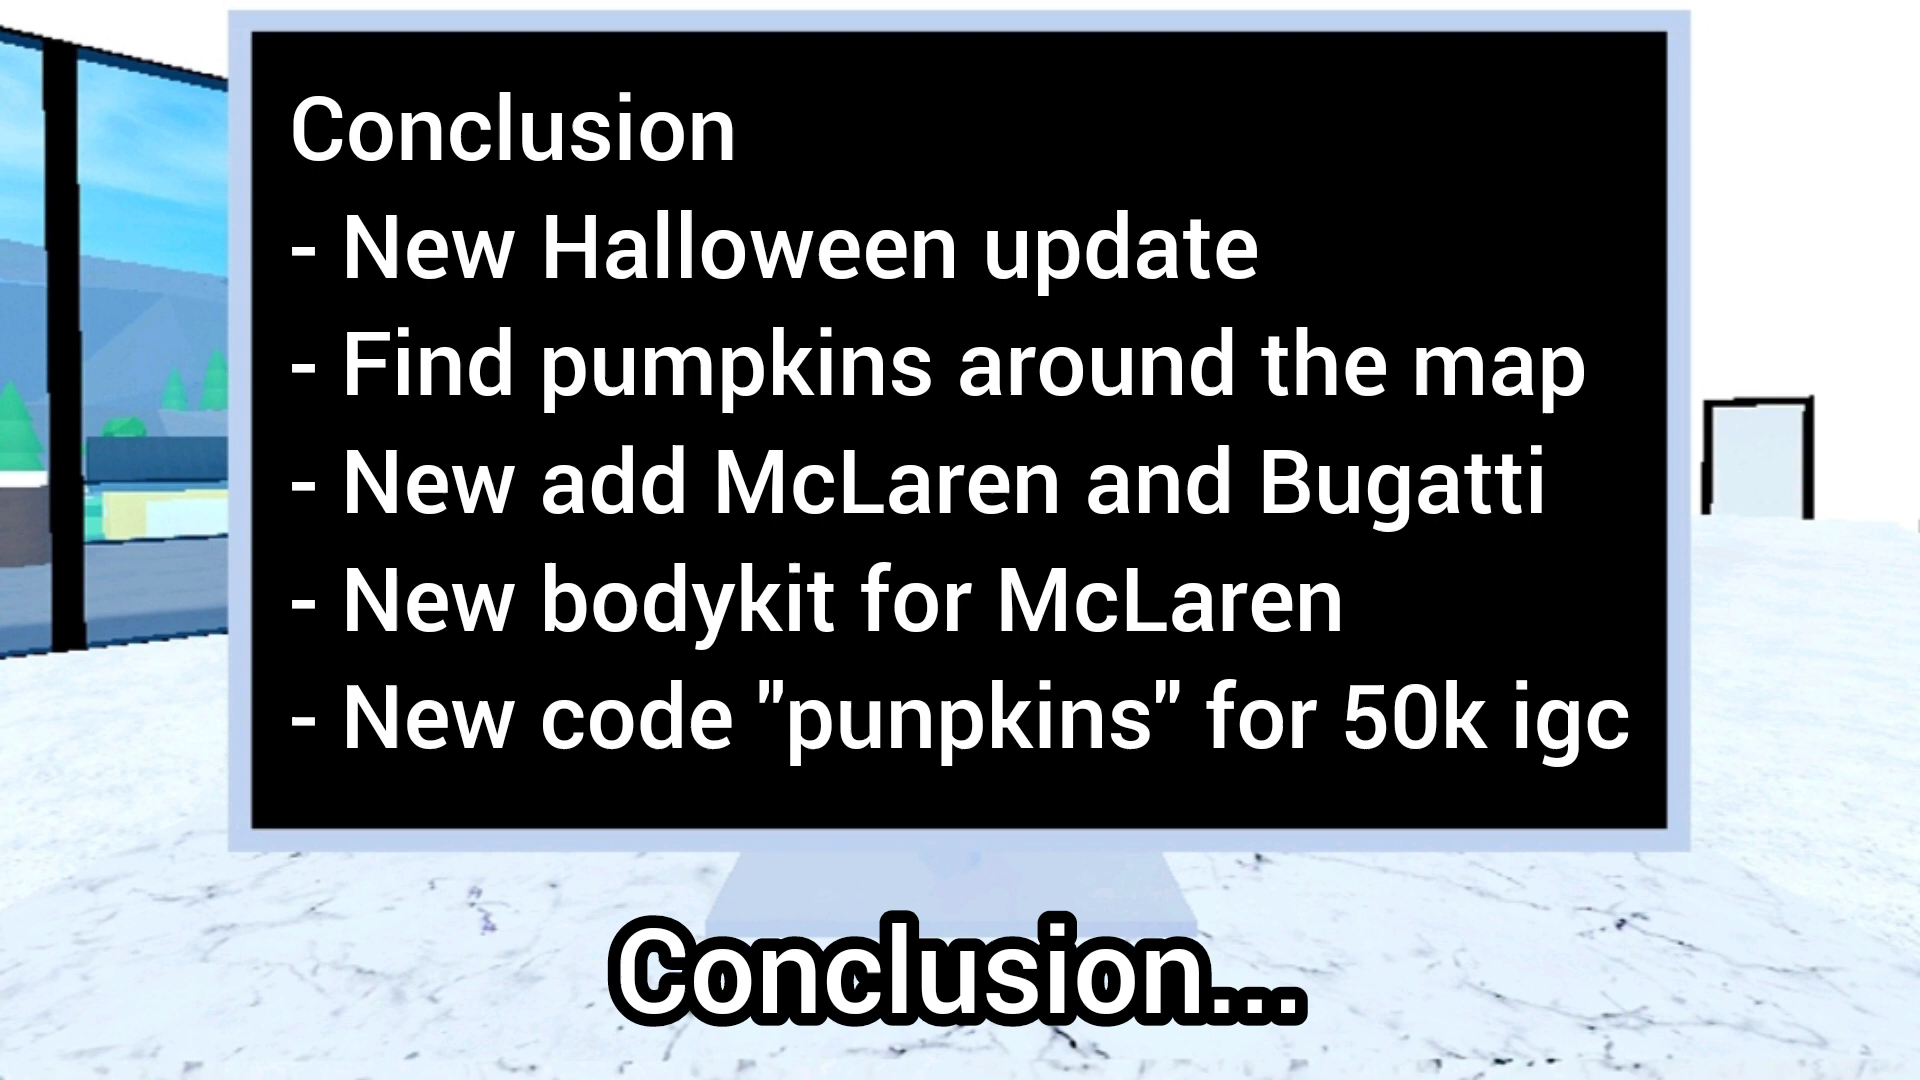 Conclusion
- New Halloween update
- Find pumpkins around the map
- New add McLaren and Bugatti
- New bodykit for McLaren
- New code "punpkins" for 50k igc
Conclusion...